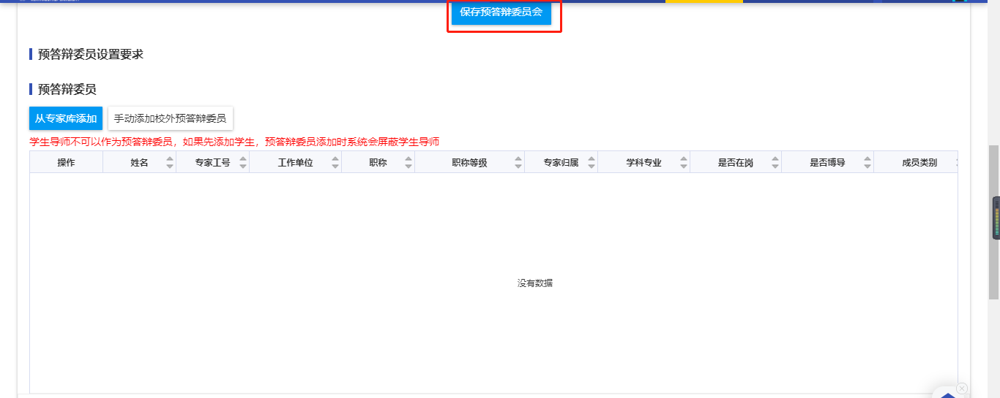 保存预答辩委员会
预答辩委员设置要求
预答辩委员
从专家库添加 手动添加校外预答辩委员
学生导师不可以作为预答辩委员，如果先添加学生，预答辩委员添加时系统会屏蔽学生导师
操作 姓名 专家工号 工作单位 职称 职称等级 专家归属 学科专业 是否在岗 是否博导 成员类别
没有数据